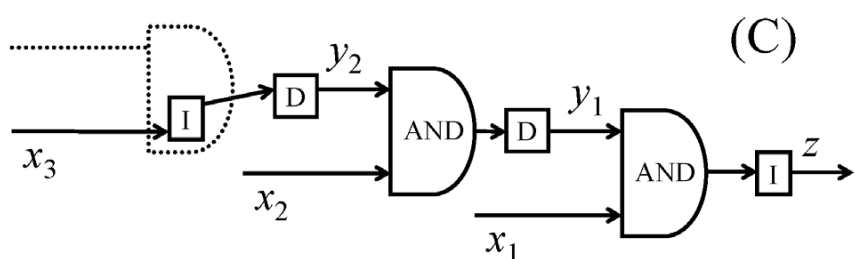 (C)
I
D
y₂
AND
D
y₁
AND
I
z
x₃
x₂
x₁